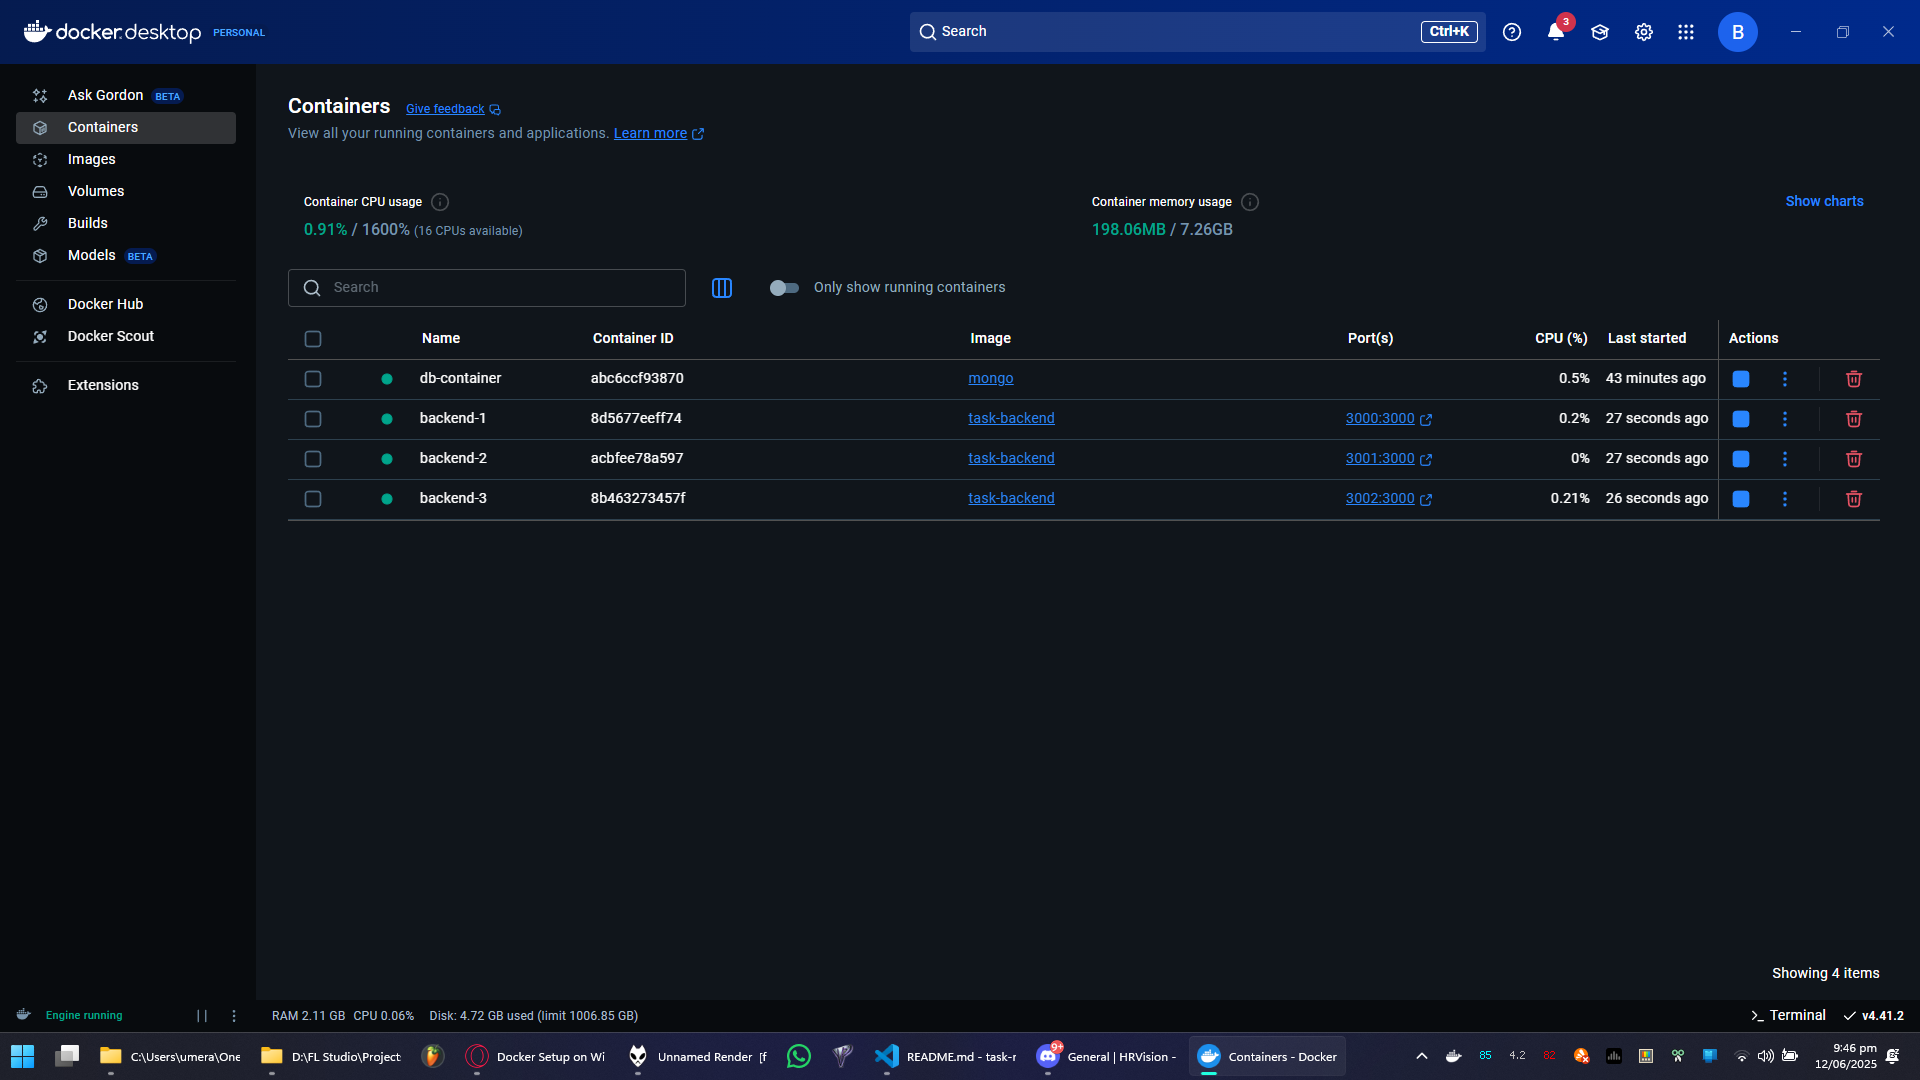 docker.desktop PERSONAL
Search Ctrl+K
3
B
Ask Gordon BETA
Containers
Images
Volumes
Builds
Models BETA
Docker Hub
Docker Scout
Extensions
Containers Give feedback
View all your running containers and applications. Learn more
Container CPU usage
0.91% / 1600% (16 CPUs available)
Container memory usage
198.06MB / 7.26GB
Show charts
Search
Only show running containers
Name Container ID Image Port(s) CPU (%) Last started Actions
db-container abc6ccf93870 mongo 0.5% 43 minutes ago
backend-1 8d5677eeff74 task-backend 3000:3000 0.2% 27 seconds ago
backend-2 acbfee78a597 task-backend 3001:3000 0% 27 seconds ago
backend-3 8b463273457f task-backend 3002:3000 0.21% 26 seconds ago
Showing 4 items
Engine running
RAM 2.11 GB CPU 0.06% Disk: 4.72 GB used (limit 1006.85 GB)
Terminal v4.41.2
C:\Users\umera\One
D:\FL Studio\Project
Docker Setup on Wi
Unnamed Render [f
README.md - task-r
9+
General | HRVision -
Containers - Docker
85 4.2 82
9:46 pm
12/06/2025